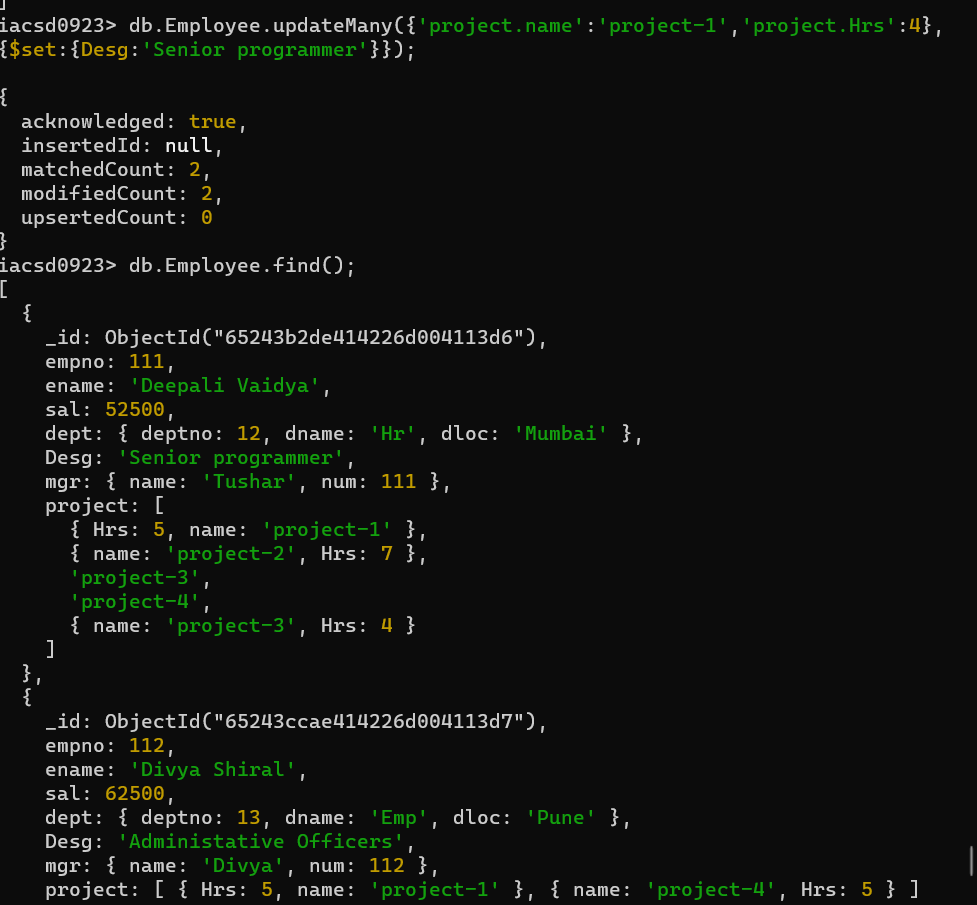 ]
iacsd0923> db.Employee.updateMany({'project.name':'project-1','project.Hrs':4},
{$set:{Desg:'Senior programmer'}});
{
acknowledged: true,
insertedId: null,
matchedCount: 2,
modifiedCount: 2,
upsertedCount: 0
}
iacsd0923> db.Employee.find();
[
{
_id: ObjectId("65243b2de414226d004113d6"),
empno: 111,
ename: 'Deepali Vaidya',
sal: 52500,
dept: { deptno: 12, dname: 'Hr', dloc: 'Mumbai' },
Desg: 'Senior programmer',
mgr: { name: 'Tushar', num: 111 },
project: [
{ Hrs: 5, name: 'project-1' },
{ name: 'project-2', Hrs: 7 },
'project-3',
'project-4',
{ name: 'project-3', Hrs: 4 }
]
},
{
_id: ObjectId("65243ccae414226d004113d7"),
empno: 112,
ename: 'Divya Shiral',
sal: 62500,
dept: { deptno: 13, dname: 'Emp', dloc: 'Pune' },
Desg: 'Administative Officers',
mgr: { name: 'Divya', num: 112 },
project: [ { Hrs: 5, name: 'project-1' }, { name: 'project-4', Hrs: 5 } ]